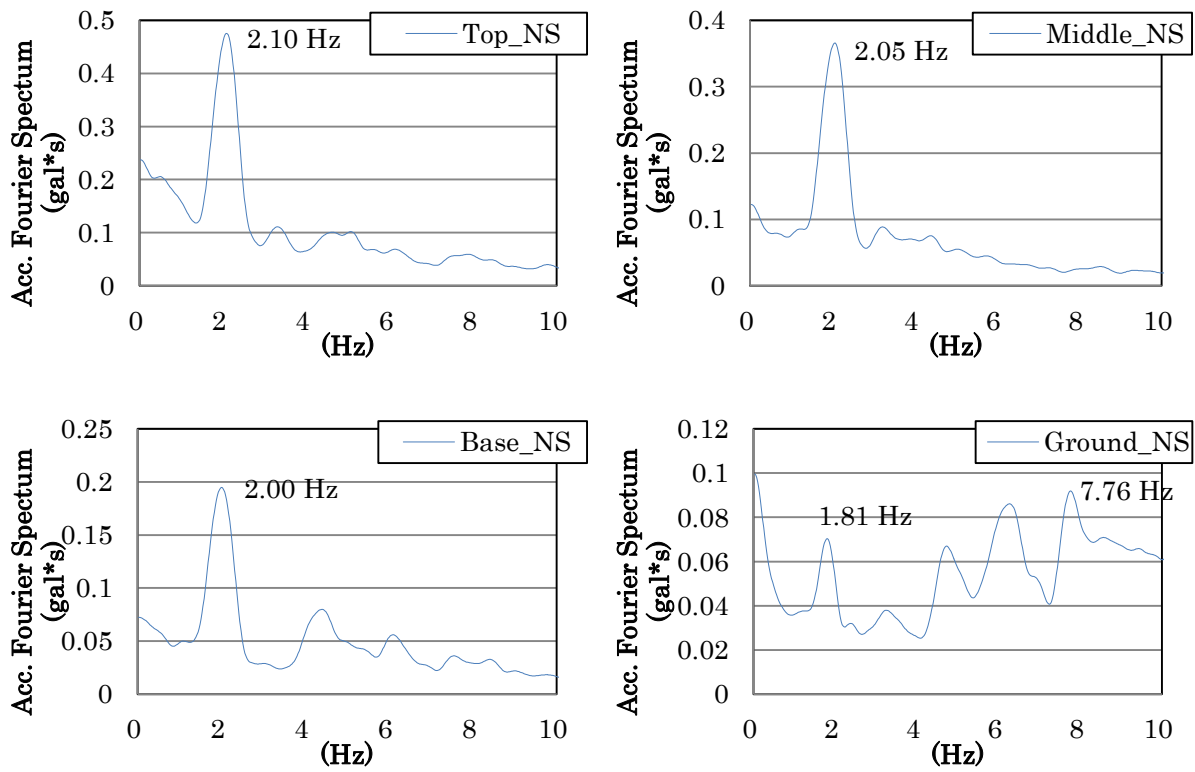 Top_NS
2.10 Hz
0.5
0.4
0.3
0.2
0.1
0
Acc. Fourier Spectum
(gal*s)
0 2 4 6 8 10
(Hz)
Middle_NS
2.05 Hz
0.4
0.3
0.2
0.1
0
Acc. Fourier Spectum
(gal*s)
0 2 4 6 8 10
(Hz)
Base_NS
2.00 Hz
0.25
0.2
0.15
0.1
0.05
0
Acc. Fourier Spectum
(gal*s)
0 2 4 6 8 10
(Hz)
Ground_NS
7.76 Hz
1.81 Hz
0.12
0.1
0.08
0.06
0.04
0.02
0
Acc. Fourier Spectum
(gal*s)
0 2 4 6 8 10
(Hz)